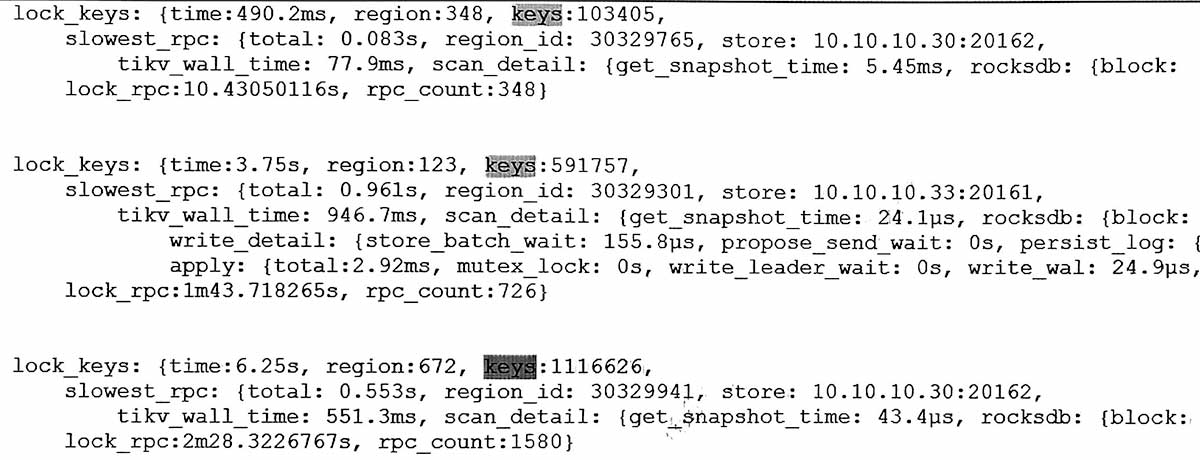 lock_keys: {time:490.2ms, region:348, keys:103405,
slowest_rpc: {total: 0.083s, region_id: 30329765, store: 10.10.10.30:20162,
tikv_wall_time: 77.9ms, scan_detail: {get_snapshot_time: 5.45ms, rocksdb: {block:
lock_rpc:10.43050116s, rpc_count:348}
lock_keys: {time:3.75s, region:123, keys:591757,
slowest_rpc: {total: 0.961s, region_id: 30329301, store: 10.10.10.33:20161,
tikv_wall_time: 946.7ms, scan_detail: {get_snapshot_time: 24.1µs, rocksdb: {block:
write_detail: {store_batch_wait: 155.8µs, propose_send_wait: 0s, persist_log: {
apply: {total:2.92ms, mutex_lock: 0s, write_leader_wait: 0s, write_wal: 24.9µs,
lock_rpc:1m43.718265s, rpc_count:726}
lock_keys: {time:6.25s, region:672, keys:1116626,
slowest_rpc: {total: 0.553s, region_id: 30329941, store: 10.10.10.30:20162,
tikv_wall_time: 551.3ms, scan_detail: {get_snapshot_time: 43.4µs, rocksdb: {block:
lock_rpc:2m28.3226767s, rpc_count:1580}